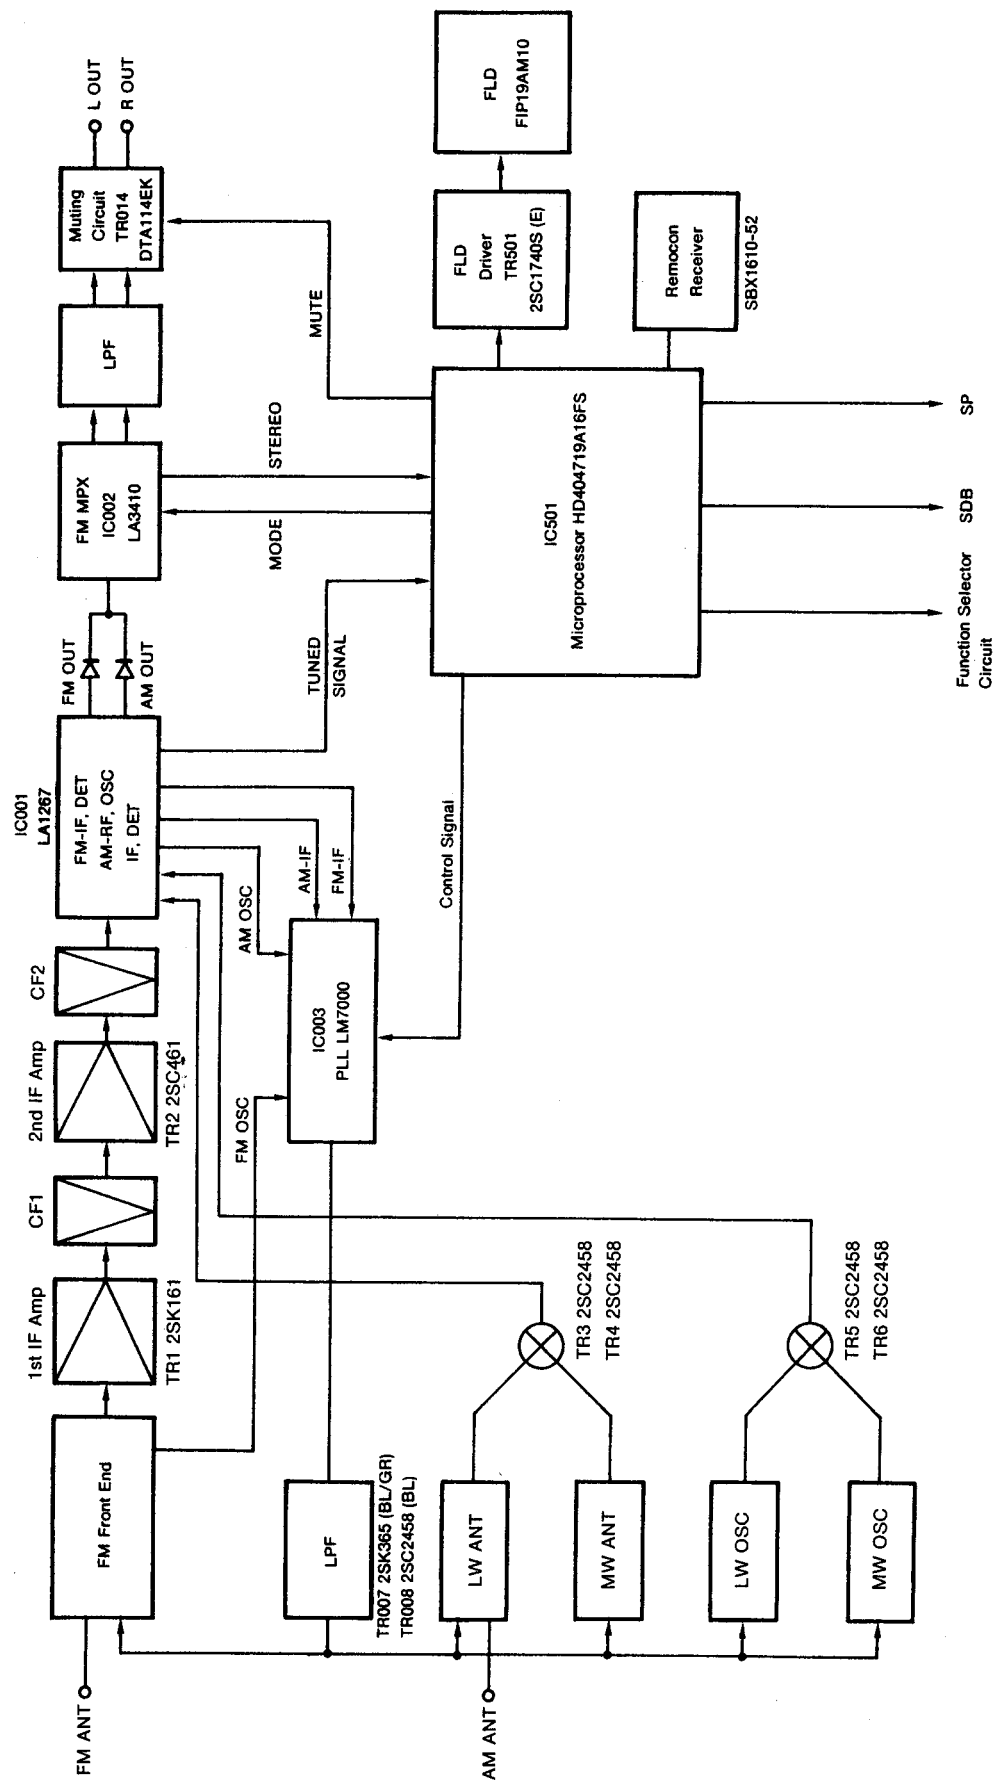 FM ANT
FM Front End
1st IF Amp
TR1 2SK161
CF1
2nd IF Amp
TR2 2SC461
CF2
IC001
LA1267
FM-IF, DET
AM-RF, OSC
IF, DET
FM OUT
AM OUT
FM MPX
IC002
LA3410
LPF
Muting
Circuit
TR014
DTA114EK
L OUT
R OUT
FM OSC
AM OSC
AM-IF
FM-IF
TUNED
SIGNAL
MODE
STEREO
MUTE
IC003
PLL LM7000
Control Signal
LPF
TR007 2SK365 (BL/GR)
TR008 2SC2458 (BL)
AM ANT
LW ANT
MW ANT
TR3 2SC2458
TR4 2SC2458
LW OSC
MW OSC
TR5 2SC2458
TR6 2SC2458
IC501
Microprocessor HD404719A16FS
FLD
Driver
TR501
2SC1740S (E)
FLD
FIP19AM10
Remocon
Receiver
SBX1610-52
Function Selector
Circuit
SDB
SP